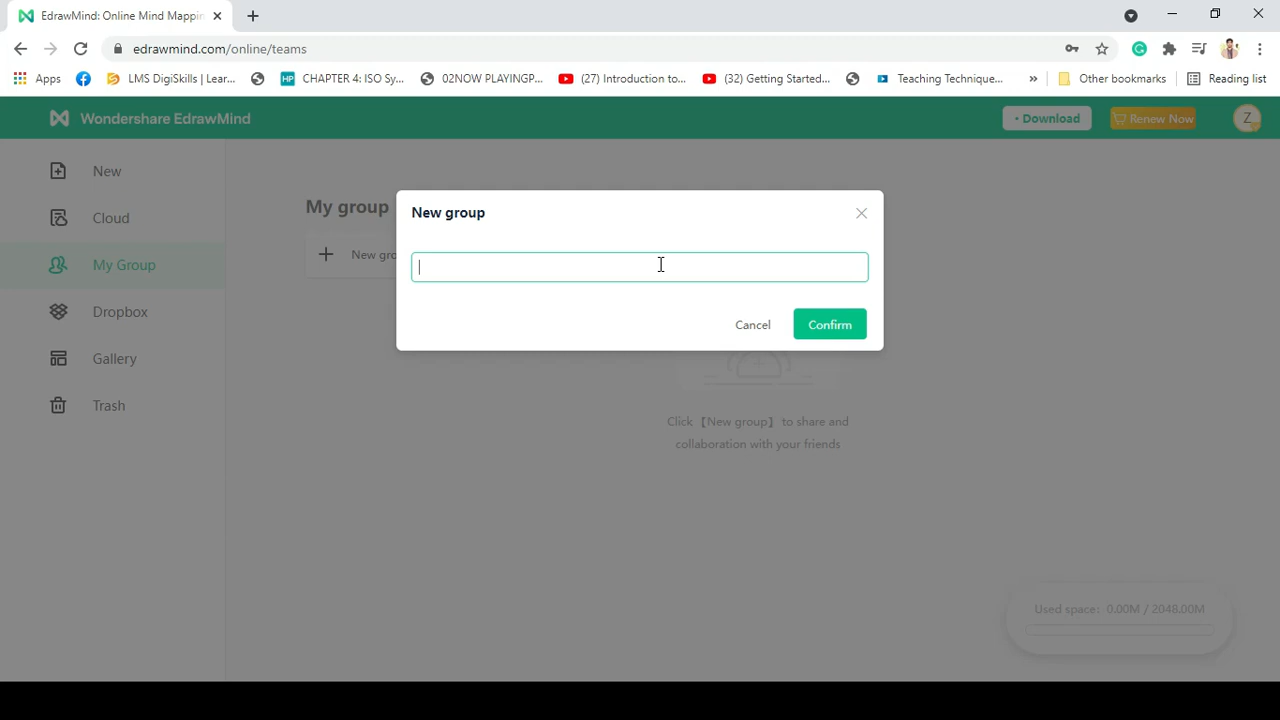 EdrawMind: Online Mind Mappin
edrawmind.com/online/teams
Apps
LMS DigiSkills | Lear...
CHAPTER 4: ISO Sy...
02NOW PLAYINGP...
(27) Introduction to...
(32) Getting Started...
Teaching Technique...
»
Other bookmarks
Reading list
Wondershare EdrawMind
· Download
Renew Now
Z
New
Cloud
My Group
Dropbox
Gallery
Trash
My group
New gro
New group
Cancel
Confirm
Click 【New group】 to share and
collaboration with your friends
Used space: 0.00M / 2048.00M